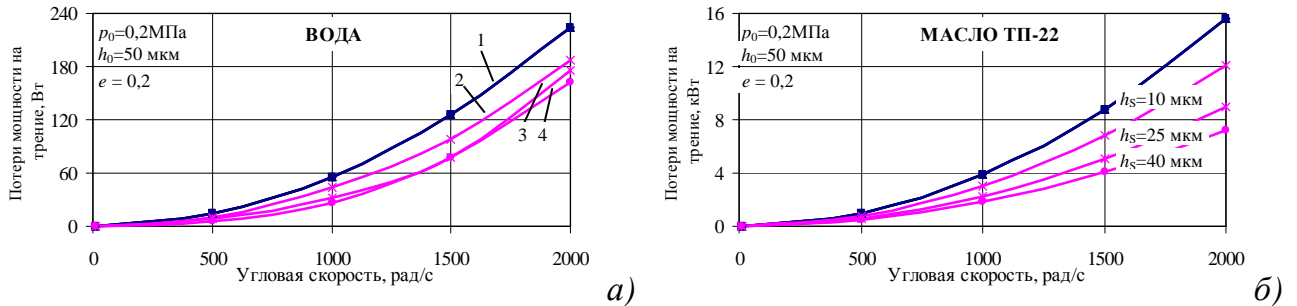 Потери мощности на
трение, Вт
240
180
120
60
0
p₀=0,2МПа
h₀=50 мкм
e = 0,2
ВОДА
1
2
3
4
0
500
1000
1500
2000
Угловая скорость, рад/с
а)
Потери мощности на
трение, кВт
16
12
8
4
0
p₀=0,2МПа
h₀=50 мкм
e = 0,2
МАСЛО ТП-22
hS=10 мкм
hS=25 мкм
hS=40 мкм
0
500
1000
1500
2000
Угловая скорость, рад/с
б)